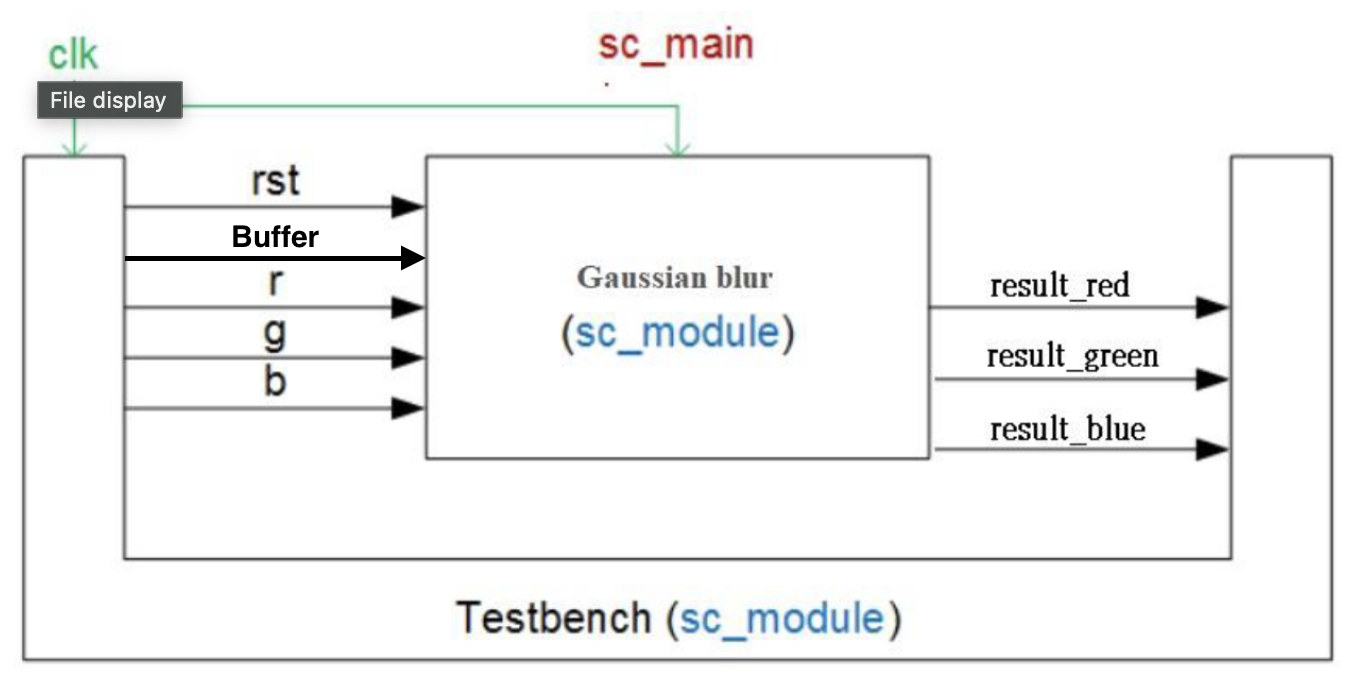 clk
sc_main
File display
rst
Buffer
r
g
b
Gaussian blur
(sc_module)
result_red
result_green
result_blue
Testbench (sc_module)